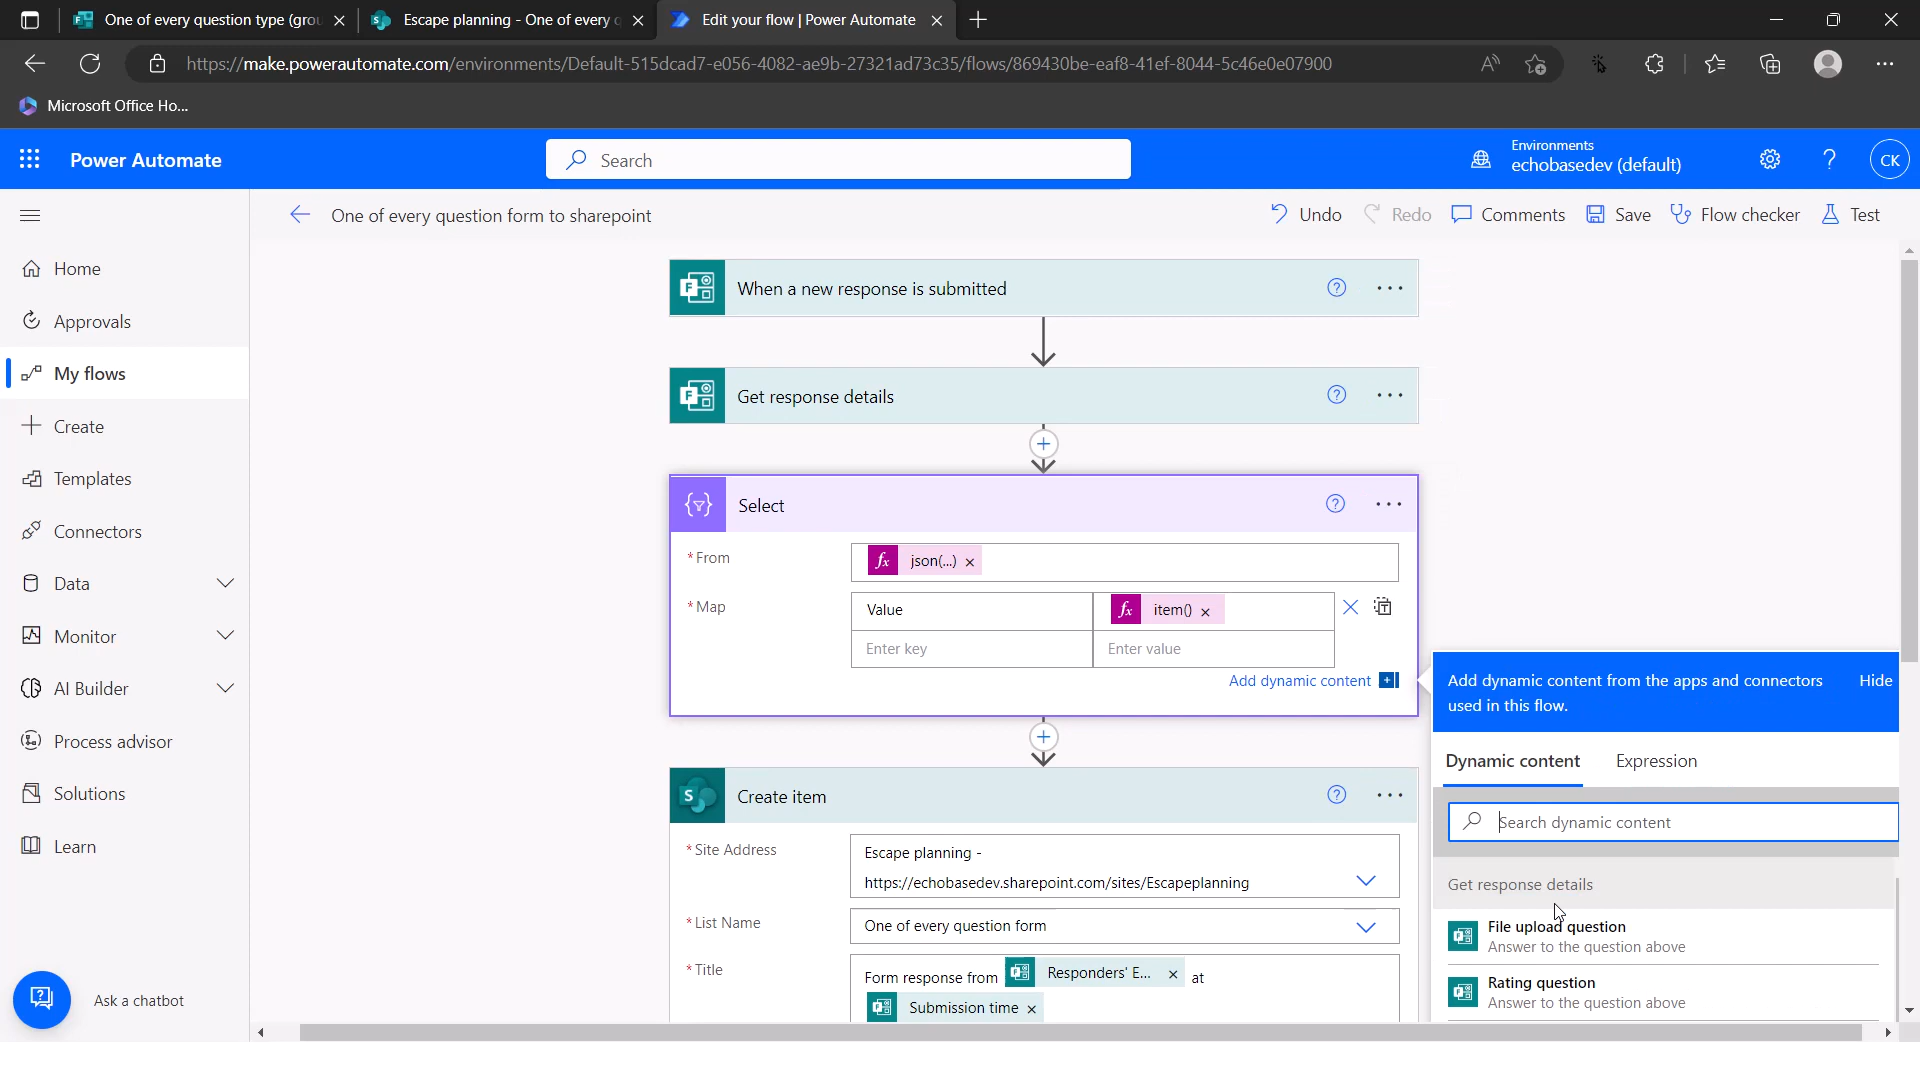 One of every question type (grou
Escape planning - One of every q
Edit your flow | Power Automate
https://make.powerautomate.com/environments/Default-515dcad7-e056-4082-ae9b-27321ad73c35/flows/869430be-eaf8-41ef-8044-5c46e0e07900
Microsoft Office Ho...
Power Automate
Search
Environments
echobasedev (default)
CK
One of every question form to sharepoint
Undo
Redo
Comments
Save
Flow checker
Test
Home
Approvals
My flows
Create
Templates
Connectors
Data
Monitor
AI Builder
Process advisor
Solutions
Learn
Ask a chatbot
When a new response is submitted
Get response details
Select
* From
fx json(...) ×
* Map
Value
fx item() ×
Enter key
Enter value
Add dynamic content
Create item
* Site Address
Escape planning -
https://echobasedev.sharepoint.com/sites/Escapeplanning
* List Name
One of every question form
* Title
Form response from Responders' E... × at
Submission time ×
Add dynamic content from the apps and connectors
used in this flow.
Hide
Dynamic content
Expression
Search dynamic content
Get response details
File upload question
Answer to the question above
Rating question
Answer to the question above